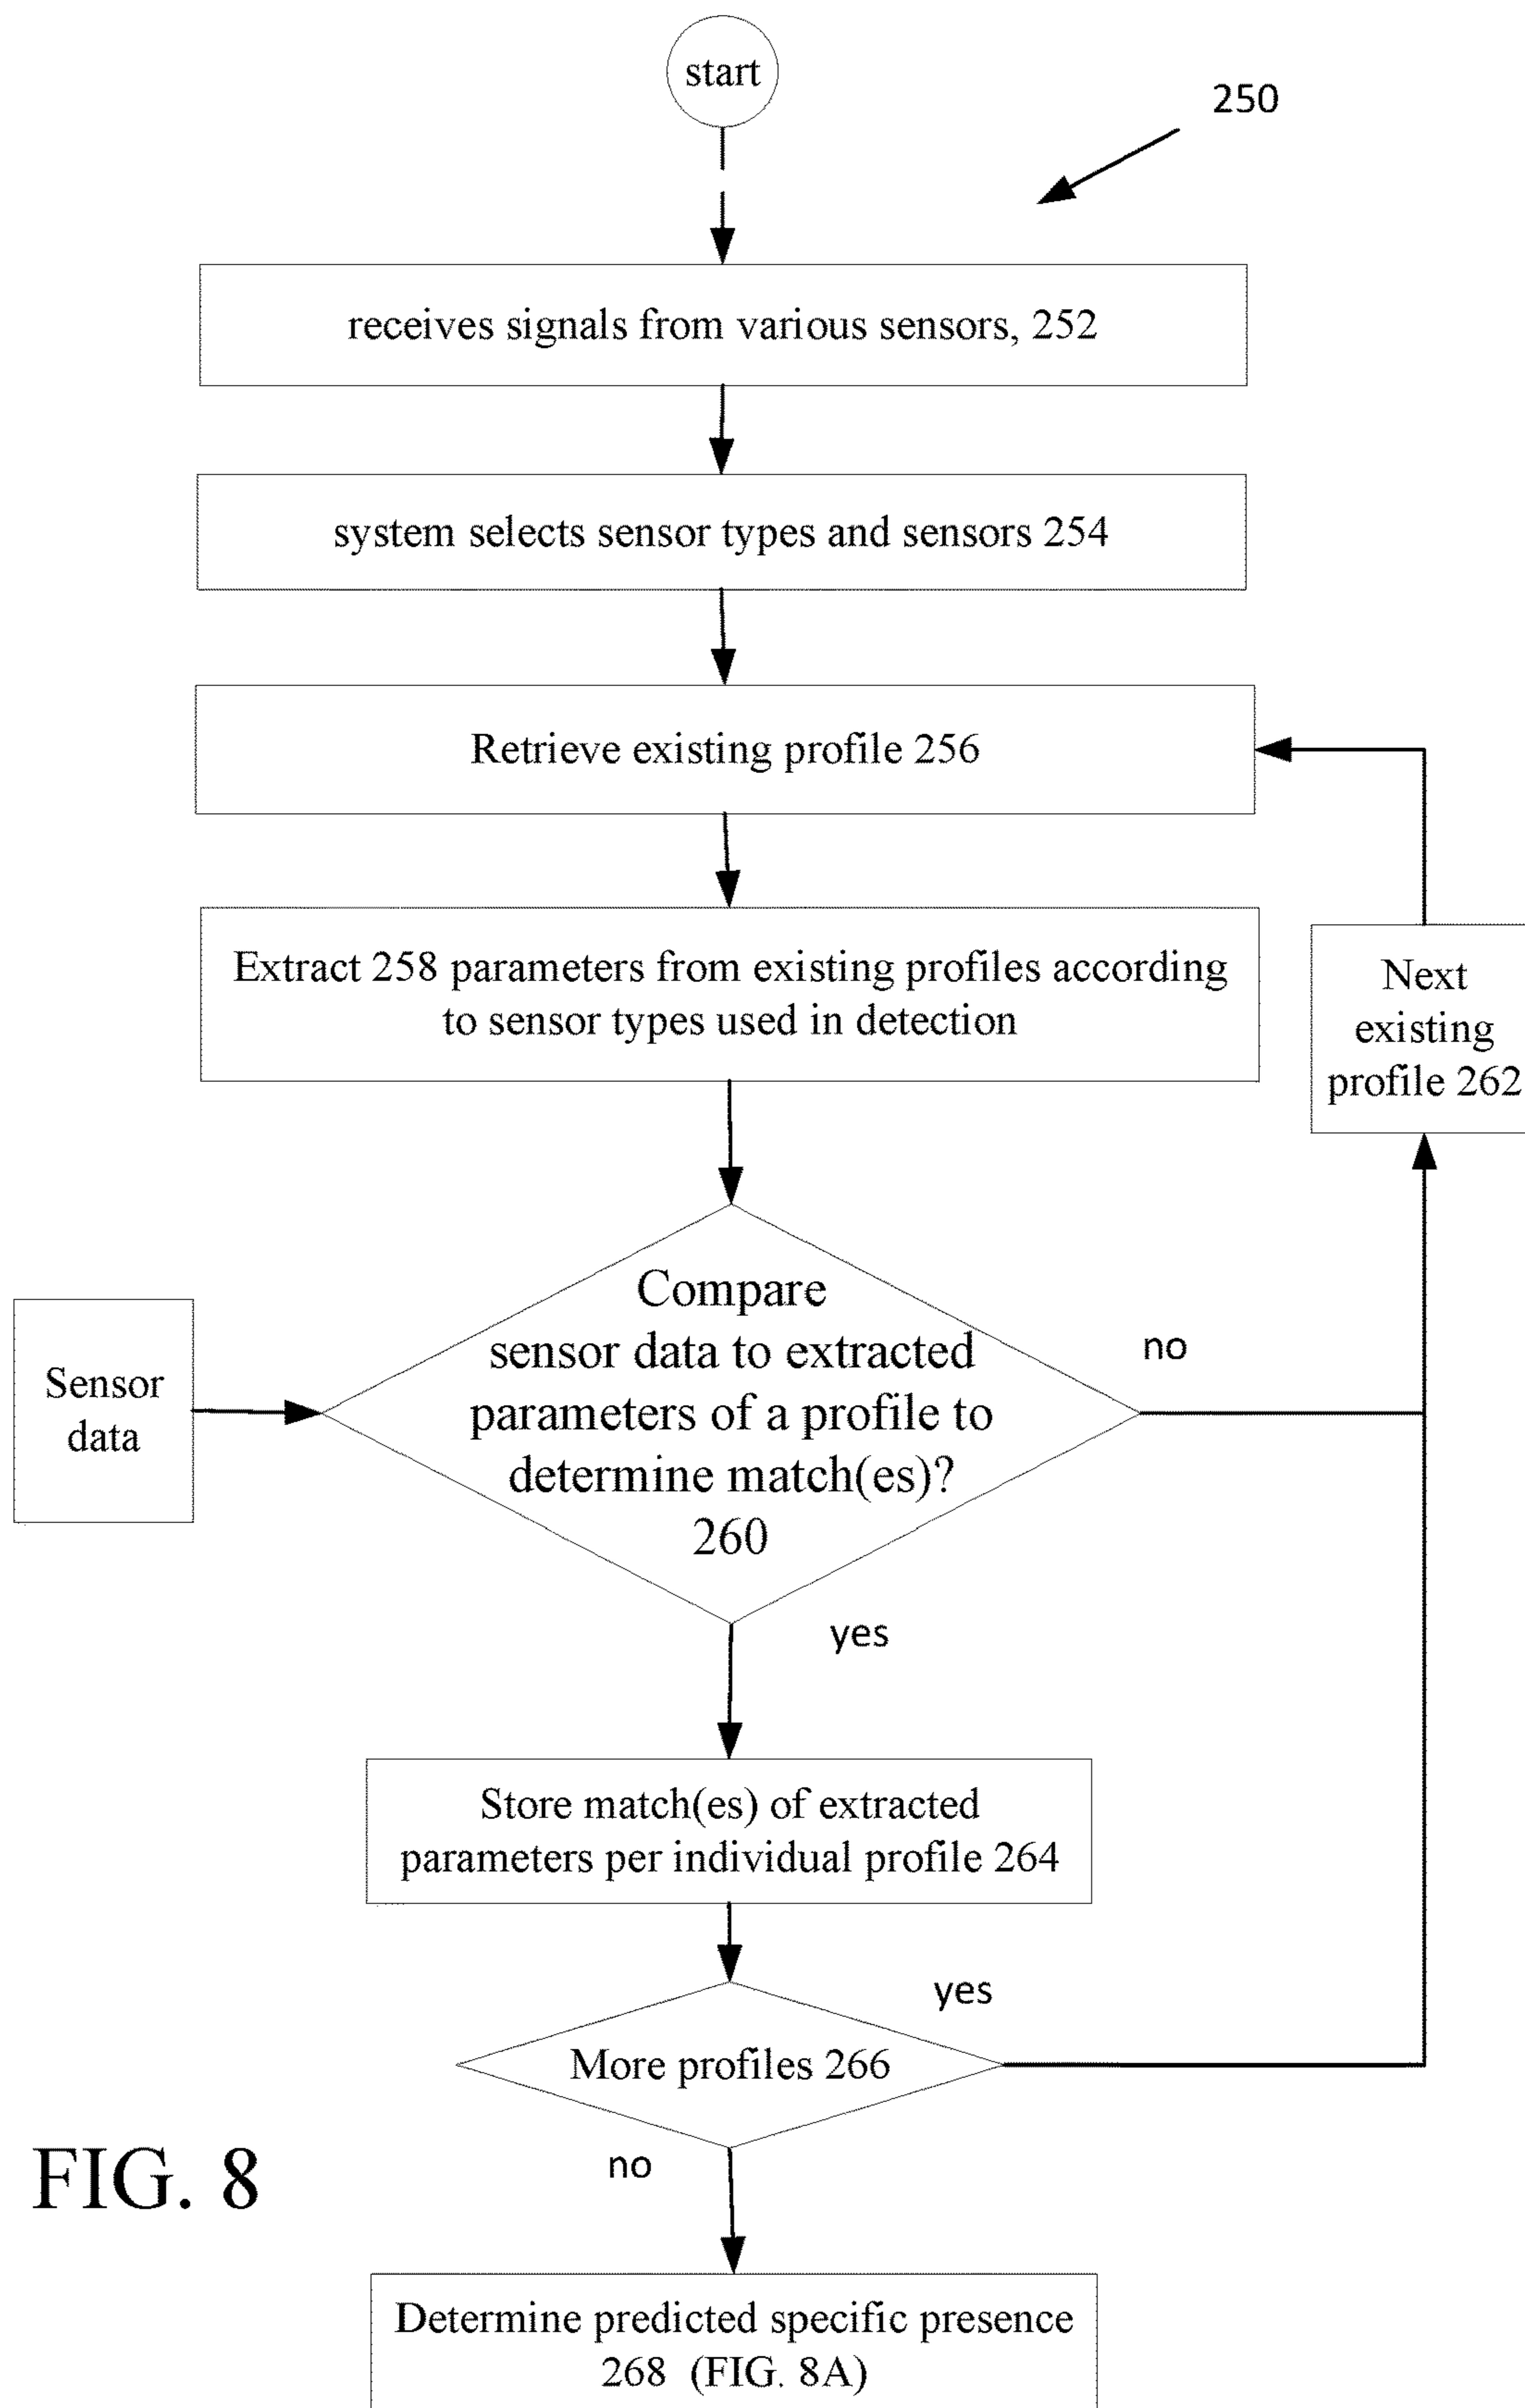 start
250
receives signals from various sensors, 252
system selects sensor types and sensors 254
Retrieve existing profile 256
Extract 258 parameters from existing profiles according
to sensor types used in detection
Next
existing
profile 262
Compare
sensor data to extracted
parameters of a profile to
determine match(es)?
260
no
Sensor
data
yes
Store match(es) of extracted
parameters per individual profile 264
yes
More profiles 266
no
FIG. 8
Determine predicted specific presence
268 (FIG. 8A)